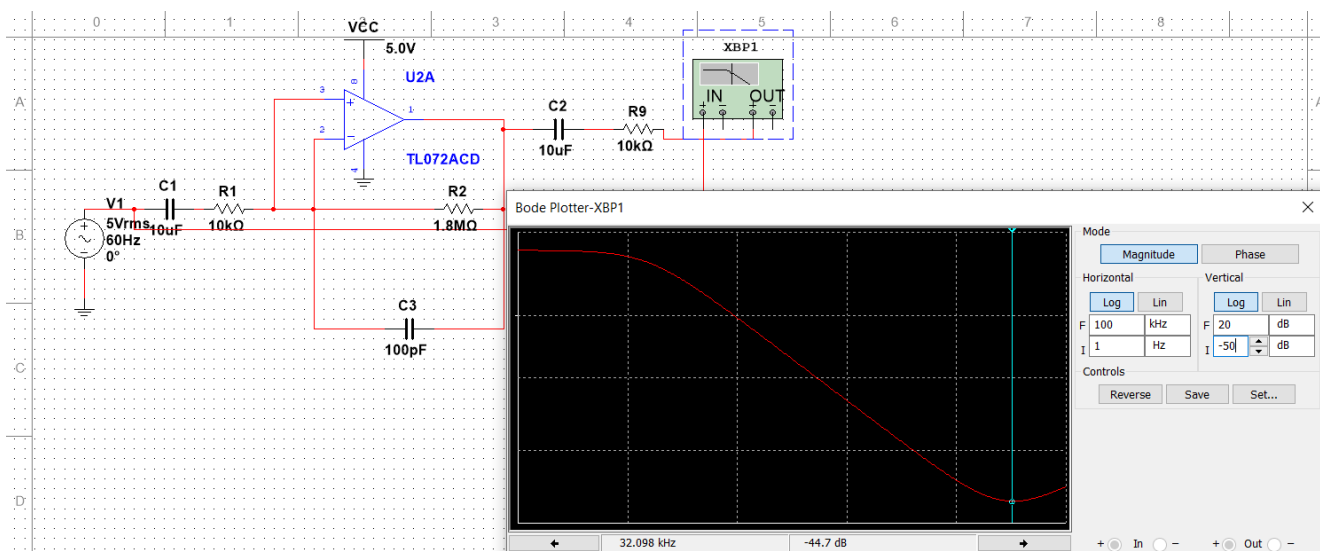 0 1 2 3 4 5 6 7 8
VCC
5.0V
XBP1
U2A
IN OUT
+ - + -
A
8
3
+
1
2
−
4
C2
R9
10uF
10kΩ
TL072ACD
A
C1
R1
R2
V1
5Vrms
60Hz
0°
10uF
10kΩ
1.8MΩ
B
C3
100pF
C
D
Bode Plotter-XBP1
Mode
Magnitude Phase
Horizontal Vertical
Log Lin Log Lin
F 100 kHz F 20 dB
I 1 Hz I -50 dB
Controls
Reverse Save Set...
32.098 kHz -44.7 dB
+ In − + Out −